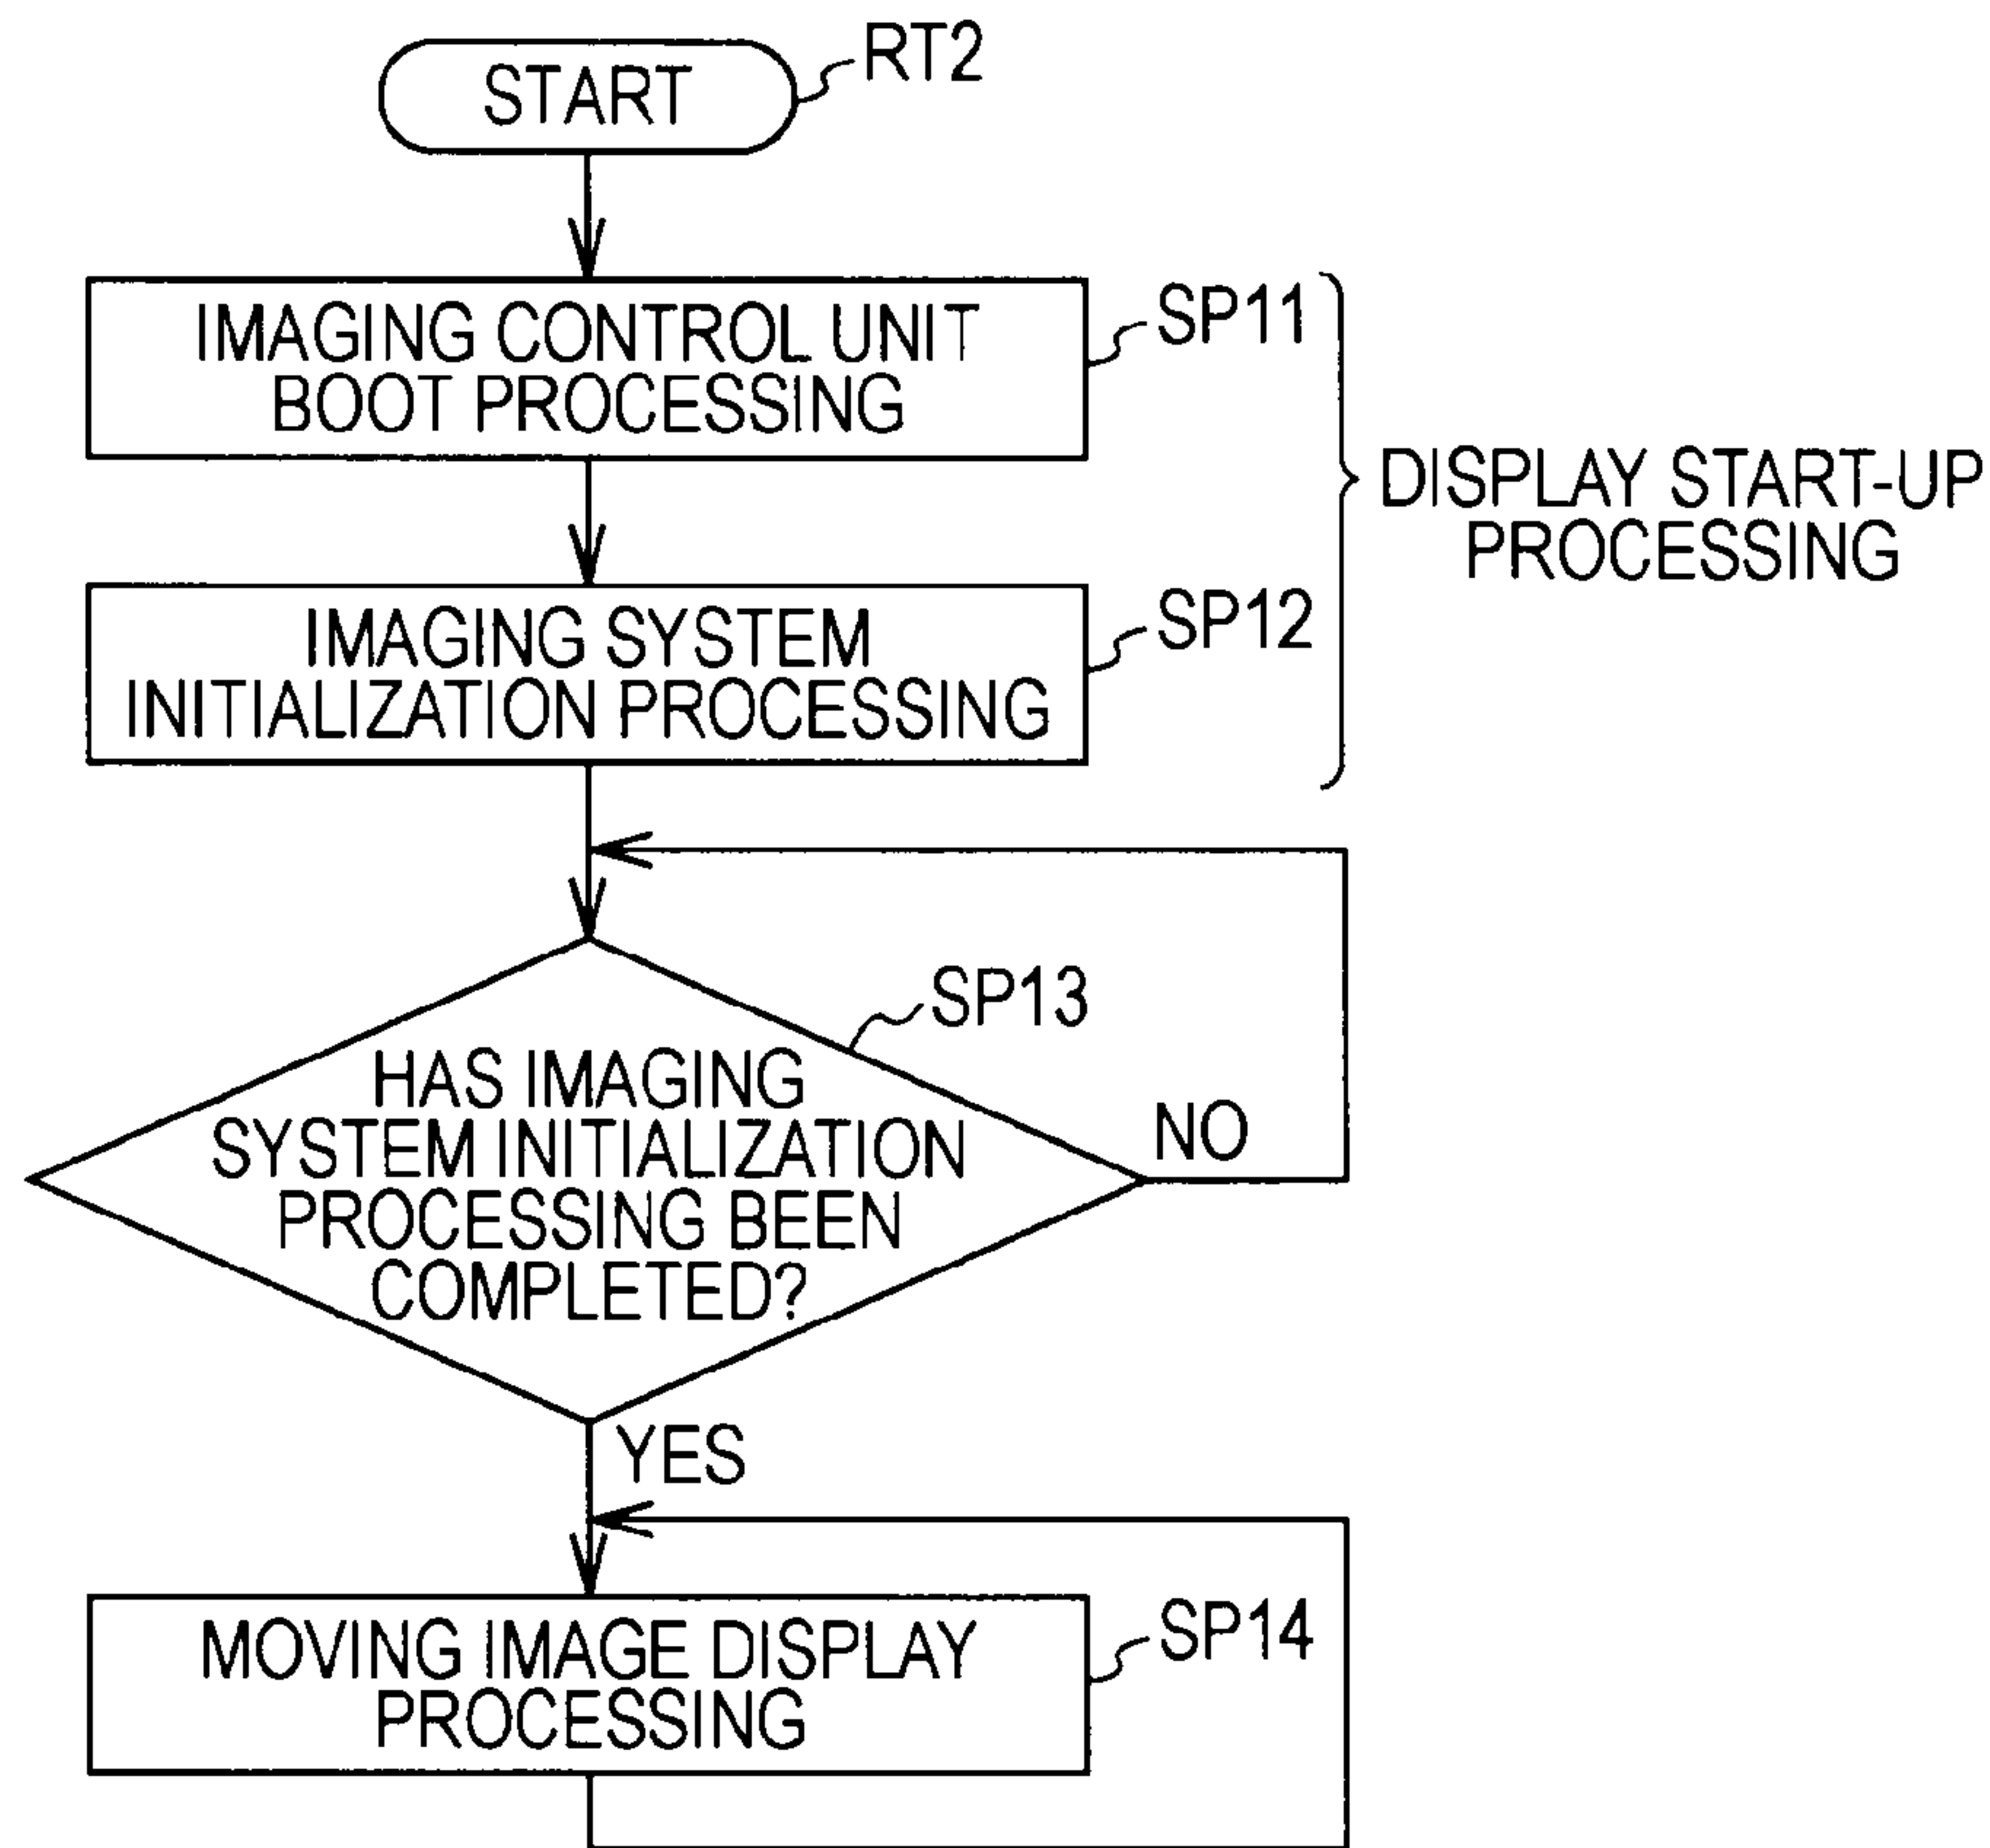 START
RT2
IMAGING CONTROL UNIT
BOOT PROCESSING
SP11
DISPLAY START-UP
PROCESSING
IMAGING SYSTEM
INITIALIZATION PROCESSING
SP12
SP13
HAS IMAGING
SYSTEM INITIALIZATION
PROCESSING BEEN
COMPLETED?
NO
YES
MOVING IMAGE DISPLAY
PROCESSING
SP14